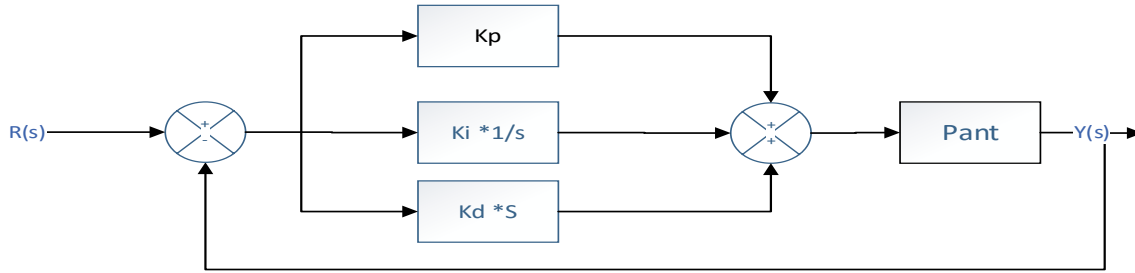 Kp
R(s)
+
-
Ki *1/s
+
+
Pant
Y(s)
Kd *S